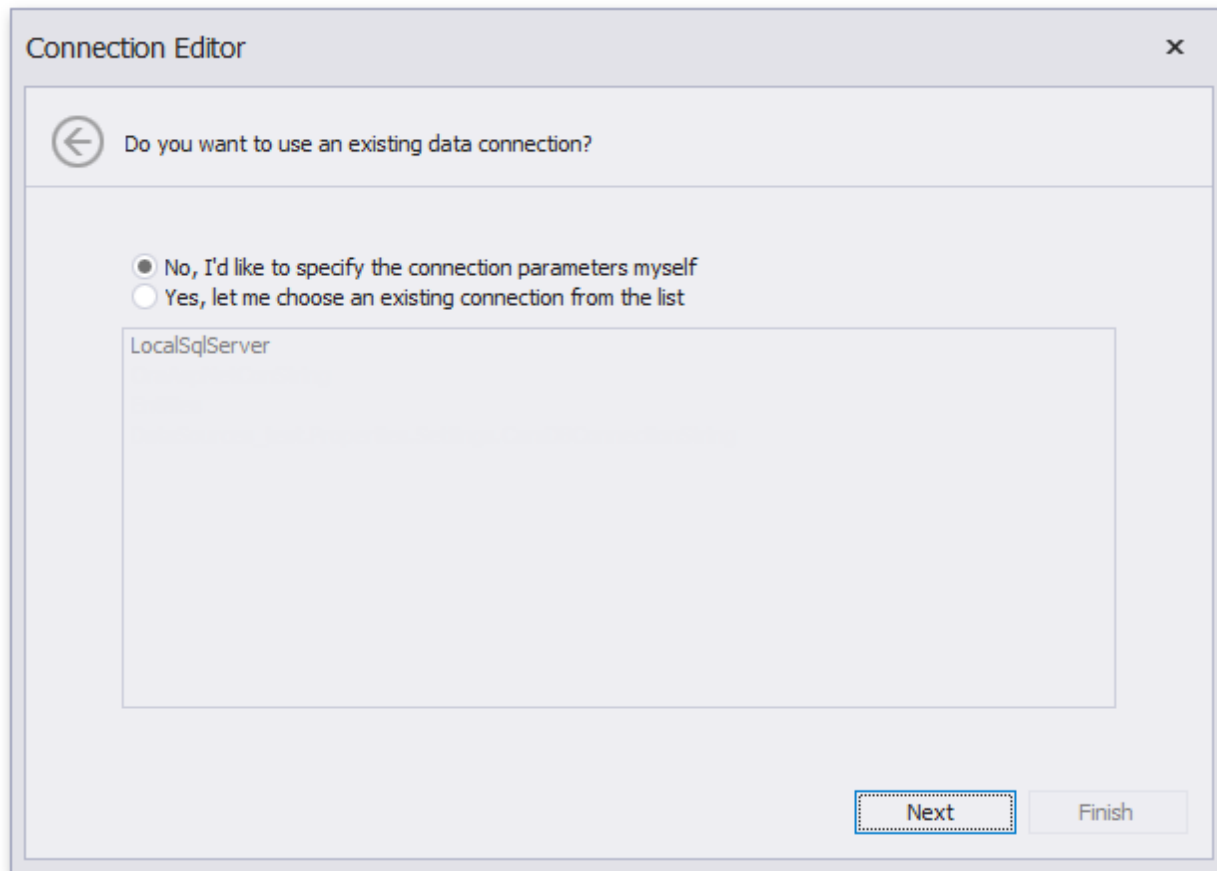 Connection Editor
Do you want to use an existing data connection?
No, I'd like to specify the connection parameters myself
Yes, let me choose an existing connection from the list
LocalSqlServer
Next
Finish